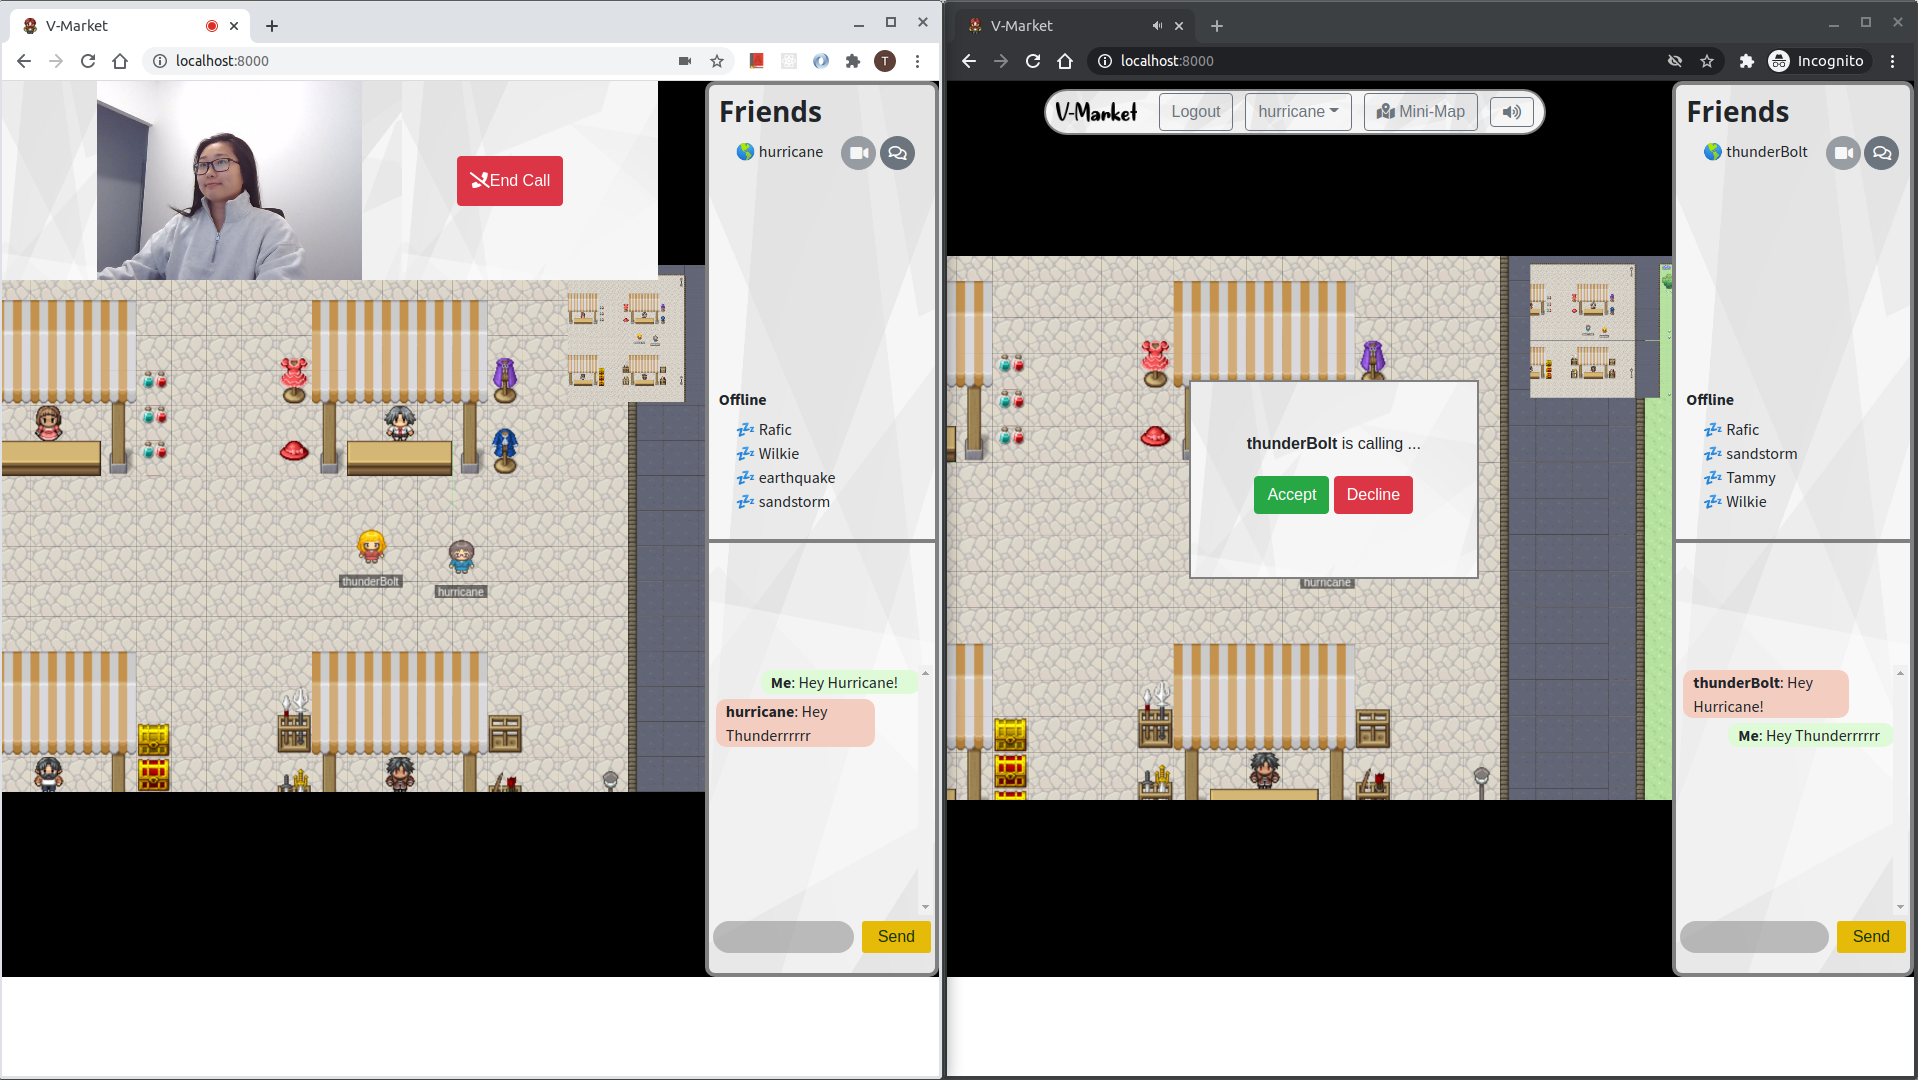 V-Market
localhost:8000
T
End Call
Friends
hurricane
Offline
Rafic
Wilkie
earthquake
sandstorm
thunderBolt
hurricane
Me: Hey Hurricane!
hurricane: Hey
Thunderrrrrr
Send
V-Market
localhost:8000
Incognito
V-Market
Logout
hurricane
Mini-Map
Friends
thunderBolt
thunderBolt is calling ...
Accept
Decline
hurricane
Offline
Rafic
sandstorm
Tammy
Wilkie
thunderBolt: Hey
Hurricane!
Me: Hey Thunderrrrrr
Send